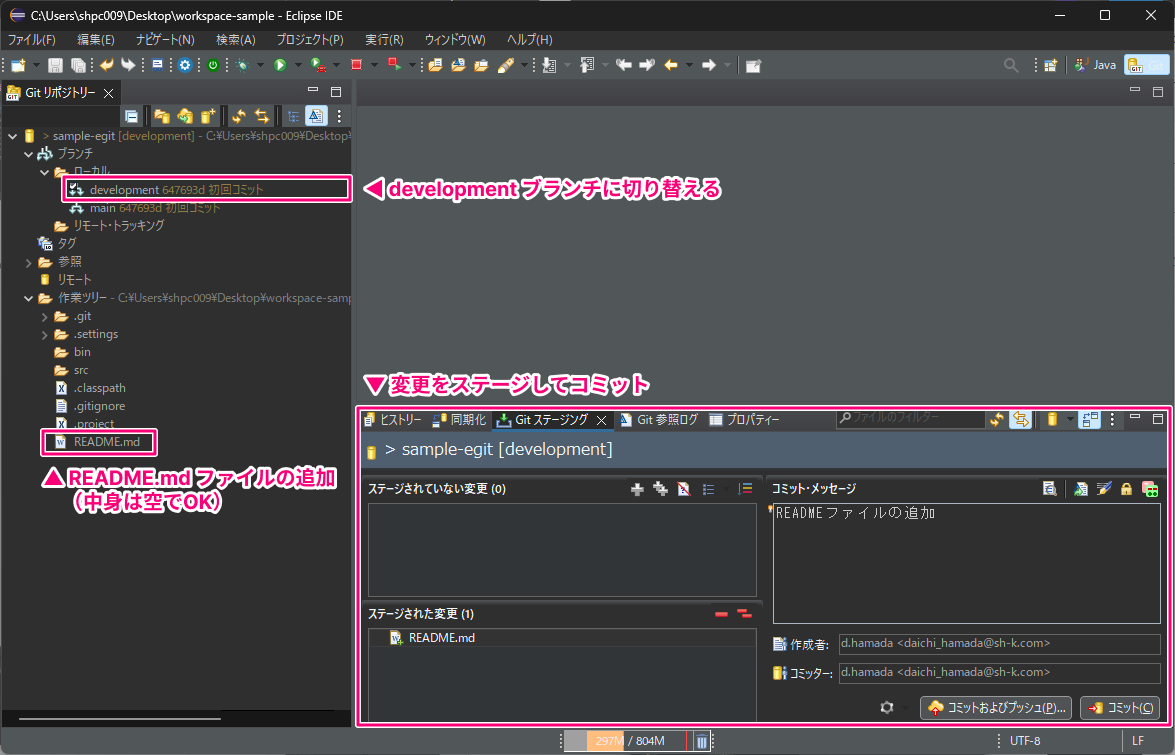 C:\Users\shpc009\Desktop\workspace-sample - Eclipse IDE
ファイル(F) 編集(E) ナビゲート(N) 検索(A) プロジェクト(P) 実行(R) ウィンドウ(W) ヘルプ(H)
Java
Git リポジトリー
> sample-egit [development] - C:¥Users¥shpc009¥Desktop¥
ブランチ
ローカル
development 647693d 初回コミット
◀development ブランチに切り替える
main 647693d 初回コミット
リモート・トラッキング
タグ
参照
リモート
作業ツリー - C:¥Users¥shpc009¥Desktop¥workspace-samp
.git
.settings
bin
src
.classpath
.gitignore
.project
README.md
▲README.md ファイルの追加
（中身は空でOK）
▼変更をステージしてコミット
ヒストリー 同期化 Git ステージング Git 参照ログ プロパティー ファイルのフィルター
> sample-egit [development]
ステージされていない変更 (0)
コミット・メッセージ
READMEファイルの追加
ステージされた変更 (1)
README.md
作成者: d.hamada <daichi_hamada@sh-k.com>
コミッター: d.hamada <daichi_hamada@sh-k.com>
コミットおよびプッシュ(P)... コミット(C)
297M / 804M UTF-8 LF